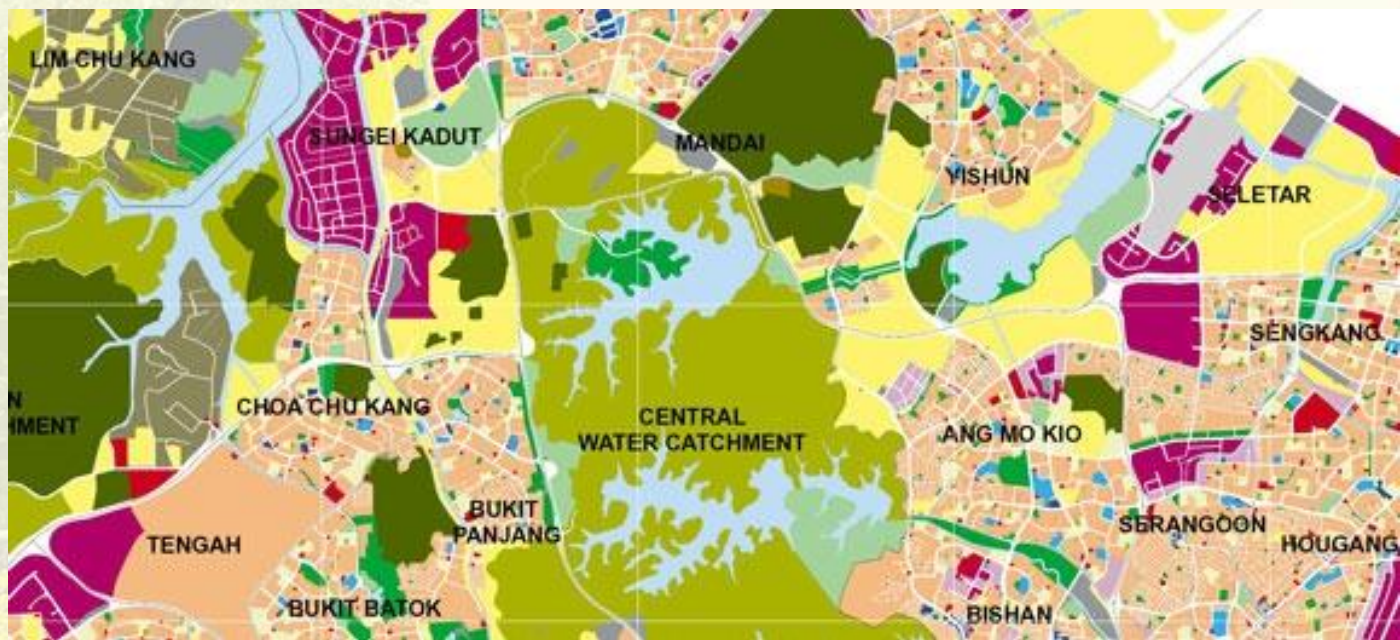 LIM CHU KANG
SUNGEI KADUT
MANDAI
YISHUN
SELETAR
SENGKANG
N
HMENT
CHOA CHU KANG
CENTRAL
WATER CATCHMENT
ANG MO KIO
BUKIT
PANJANG
TENGAH
SERANGOON
HOUGANG
BUKIT BATOK
BISHAN